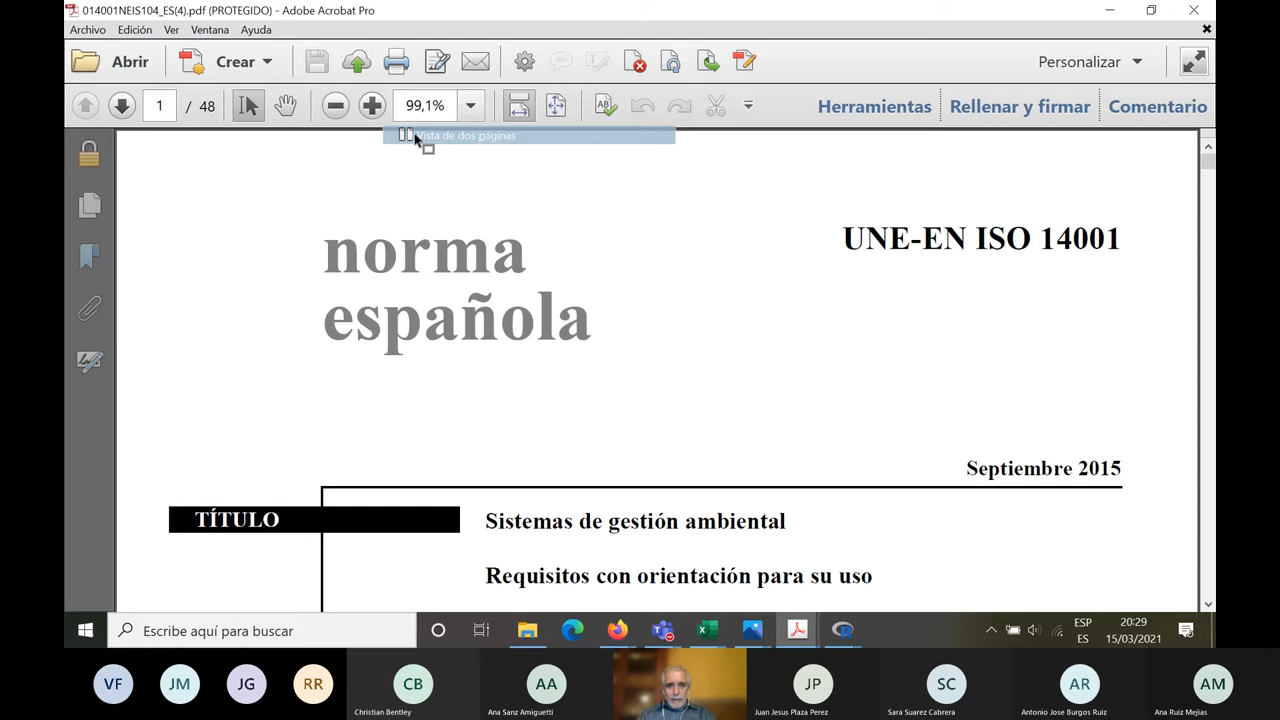 014001NEIS104_ES(4).pdf (PROTEGIDO) - Adobe Acrobat Pro
Archivo Edición Ver Ventana Ayuda
Abrir Crear Personalizar
1 / 48 99,1% Herramientas Rellenar y firmar Comentario
Vista de dos páginas
norma
española
UNE-EN ISO 14001
Septiembre 2015
TÍTULO
Sistemas de gestión ambiental
Requisitos con orientación para su uso
Escribe aquí para buscar
ESP
ES
20:29
15/03/2021
VF JM JG RR CB AA JP SC AR AM
Christian Bentley Ana Sanz Amiguetti Juan Jesus Plaza Perez Sara Suarez Cabrera Antonio Jose Burgos Ruiz Ana Ruiz Mejias